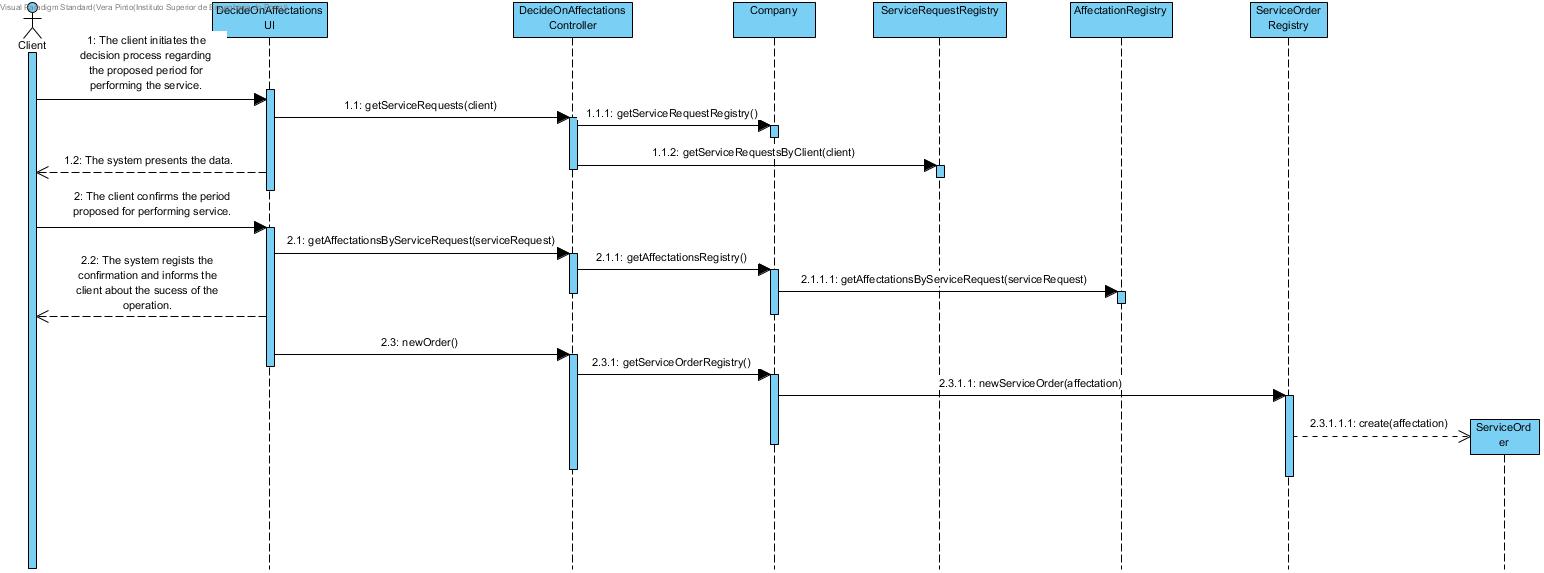 Visual Paradigm Standard(Vera Pinto(Instituto Superior de
Client
DecideOnAffectations
UI
DecideOnAffectations
Controller
Company
ServiceRequestRegistry
AffectationRegistry
ServiceOrder
Registry
1: The client initiates the
decision process regarding
the proposed period for
performing the service.
1.1: getServiceRequests(client)
1.1.1: getServiceRequestRegistry()
1.1.2: getServiceRequestsByClient(client)
1.2: The system presents the data.
2: The client confirms the period
proposed for performing service.
2.1: getAffectationsByServiceRequest(serviceRequest)
2.1.1: getAffectationsRegistry()
2.1.1.1: getAffectationsByServiceRequest(serviceRequest)
2.2: The system regists the
confirmation and informs the
client about the sucess of the
operation.
2.3: newOrder()
2.3.1: getServiceOrderRegistry()
2.3.1.1: newServiceOrder(affectation)
2.3.1.1.1: create(affectation)
ServiceOrd
er